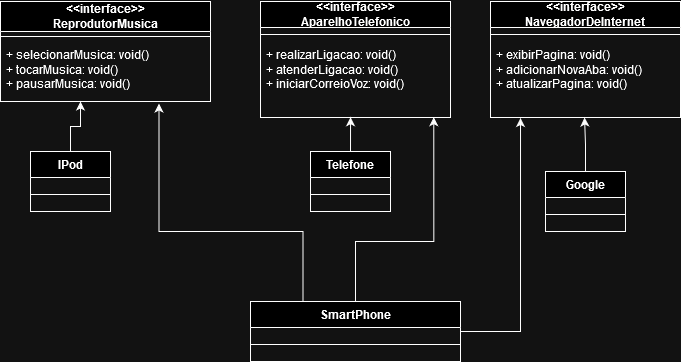 <<interface>>
ReprodutorMusica
+ selecionarMusica: void()
+ tocarMusica: void()
+ pausarMusica: void()
<<interface>>
AparelhoTelefonico
+ realizarLigacao: void()
+ atenderLigacao: void()
+ iniciarCorreioVoz: void()
<<interface>>
NavegadorDeInternet
+ exibirPagina: void()
+ adicionarNovaAba: void()
+ atualizarPagina: void()
IPod
Telefone
Google
SmartPhone